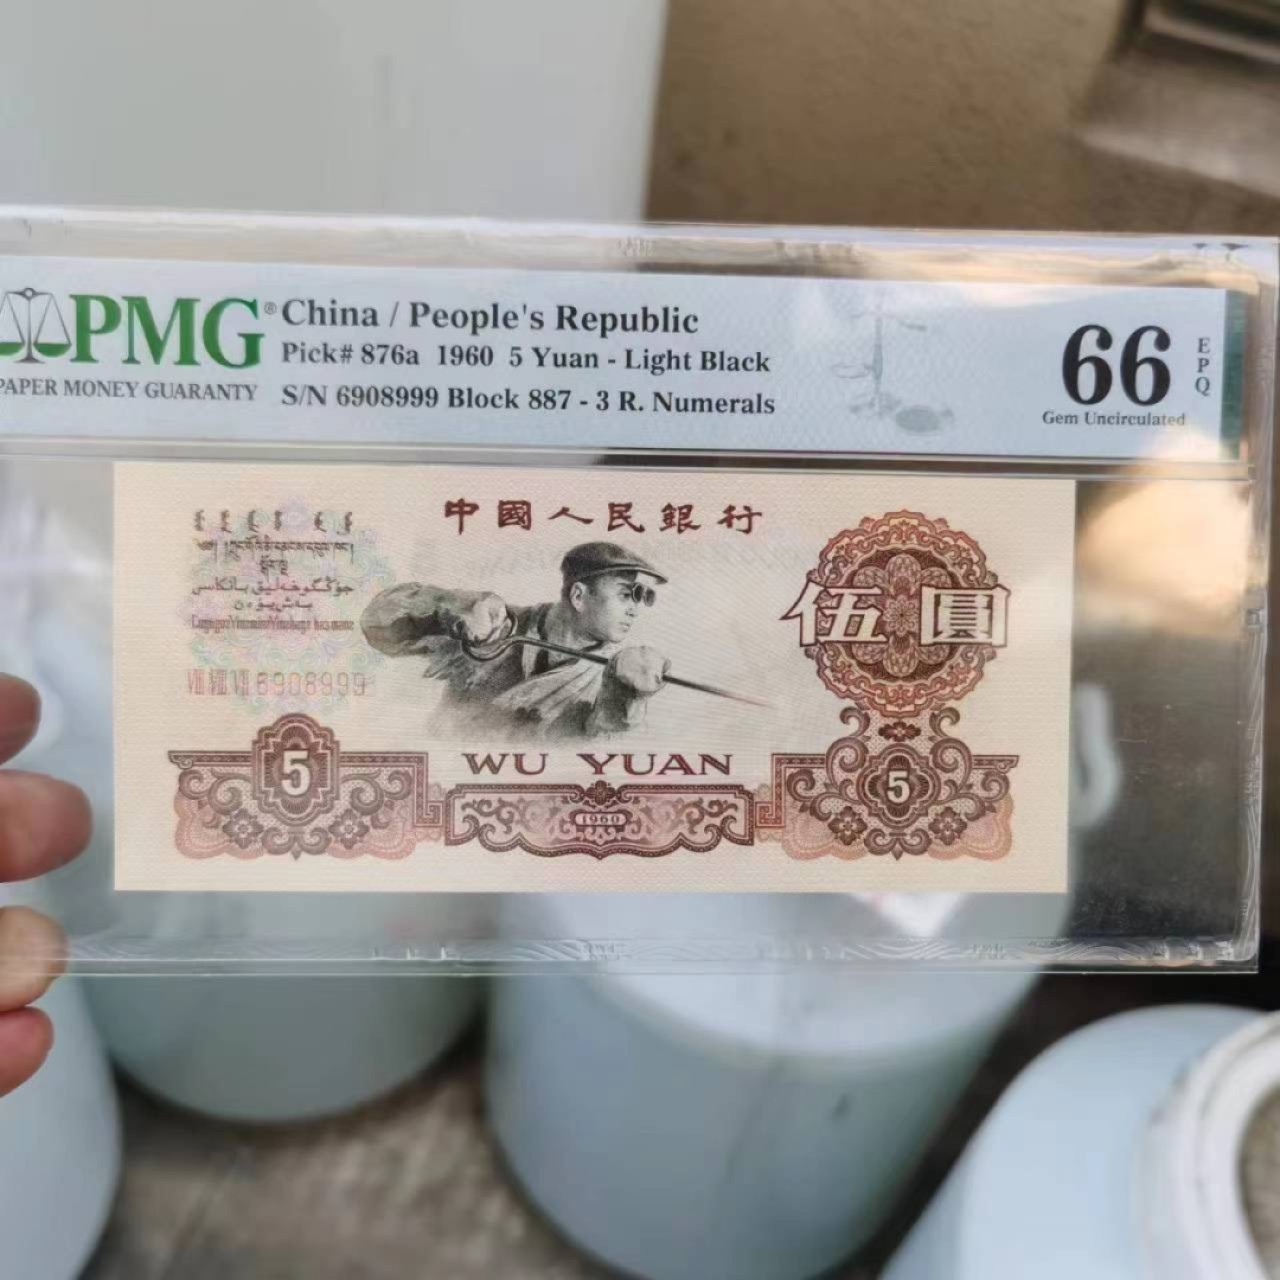 PMG®
PAPER MONEY GUARANTY
China / People's Republic
Pick# 876a 1960 5 Yuan - Light Black
S/N 6908999 Block 887 - 3 R. Numerals
66
EPQ
Gem Uncirculated
中國人民銀行
伍圓
VIII VIII VII 6908999
5
WU YUAN
5
1960